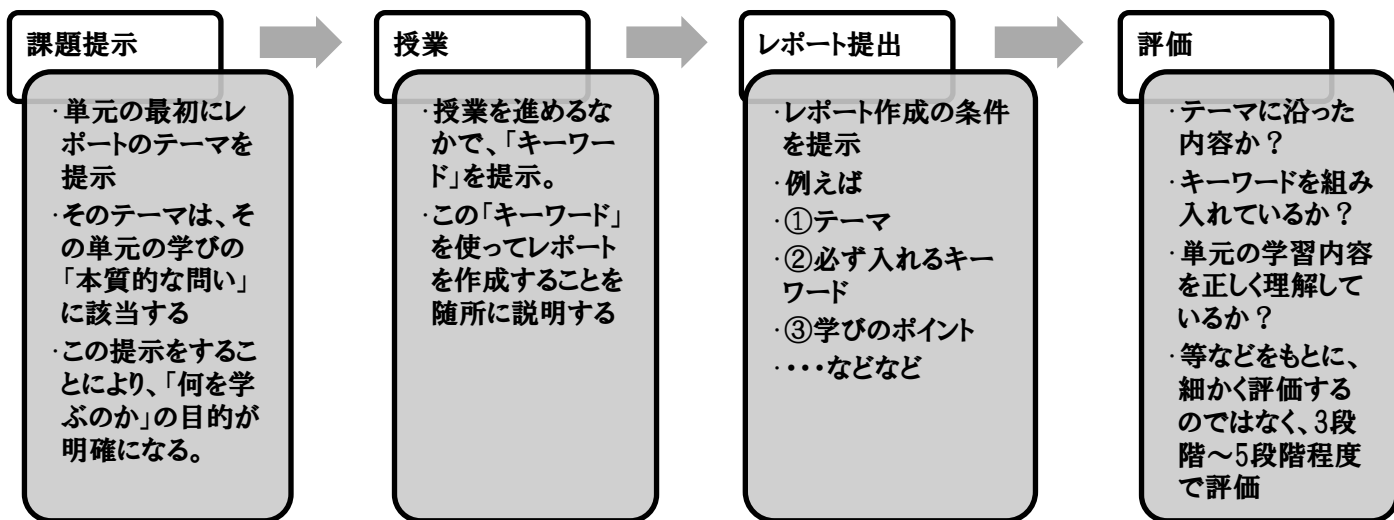 課題提示
・単元の最初にレ
ポートのテーマを
提示
・そのテーマは、そ
の単元の学びの
「本質的な問い」
に該当する
・この提示をするこ
とにより、「何を学
ぶのか」の目的が
明確になる。
授業
・授業を進めるな
かで、「キーワー
ド」を提示。
・この「キーワード」
を使ってレポート
を作成することを
随所に説明する
レポート提出
・レポート作成の条件
を提示
・例えば
・①テーマ
・②必ず入れるキー
ワード
・③学びのポイント
・・・・などなど
評価
・テーマに沿った
内容か？
・キーワードを組み
入れているか？
・単元の学習内容
を正しく理解して
いるか？
・等などをもとに、
細かく評価する
のではなく、3段
階～5段階程度
で評価